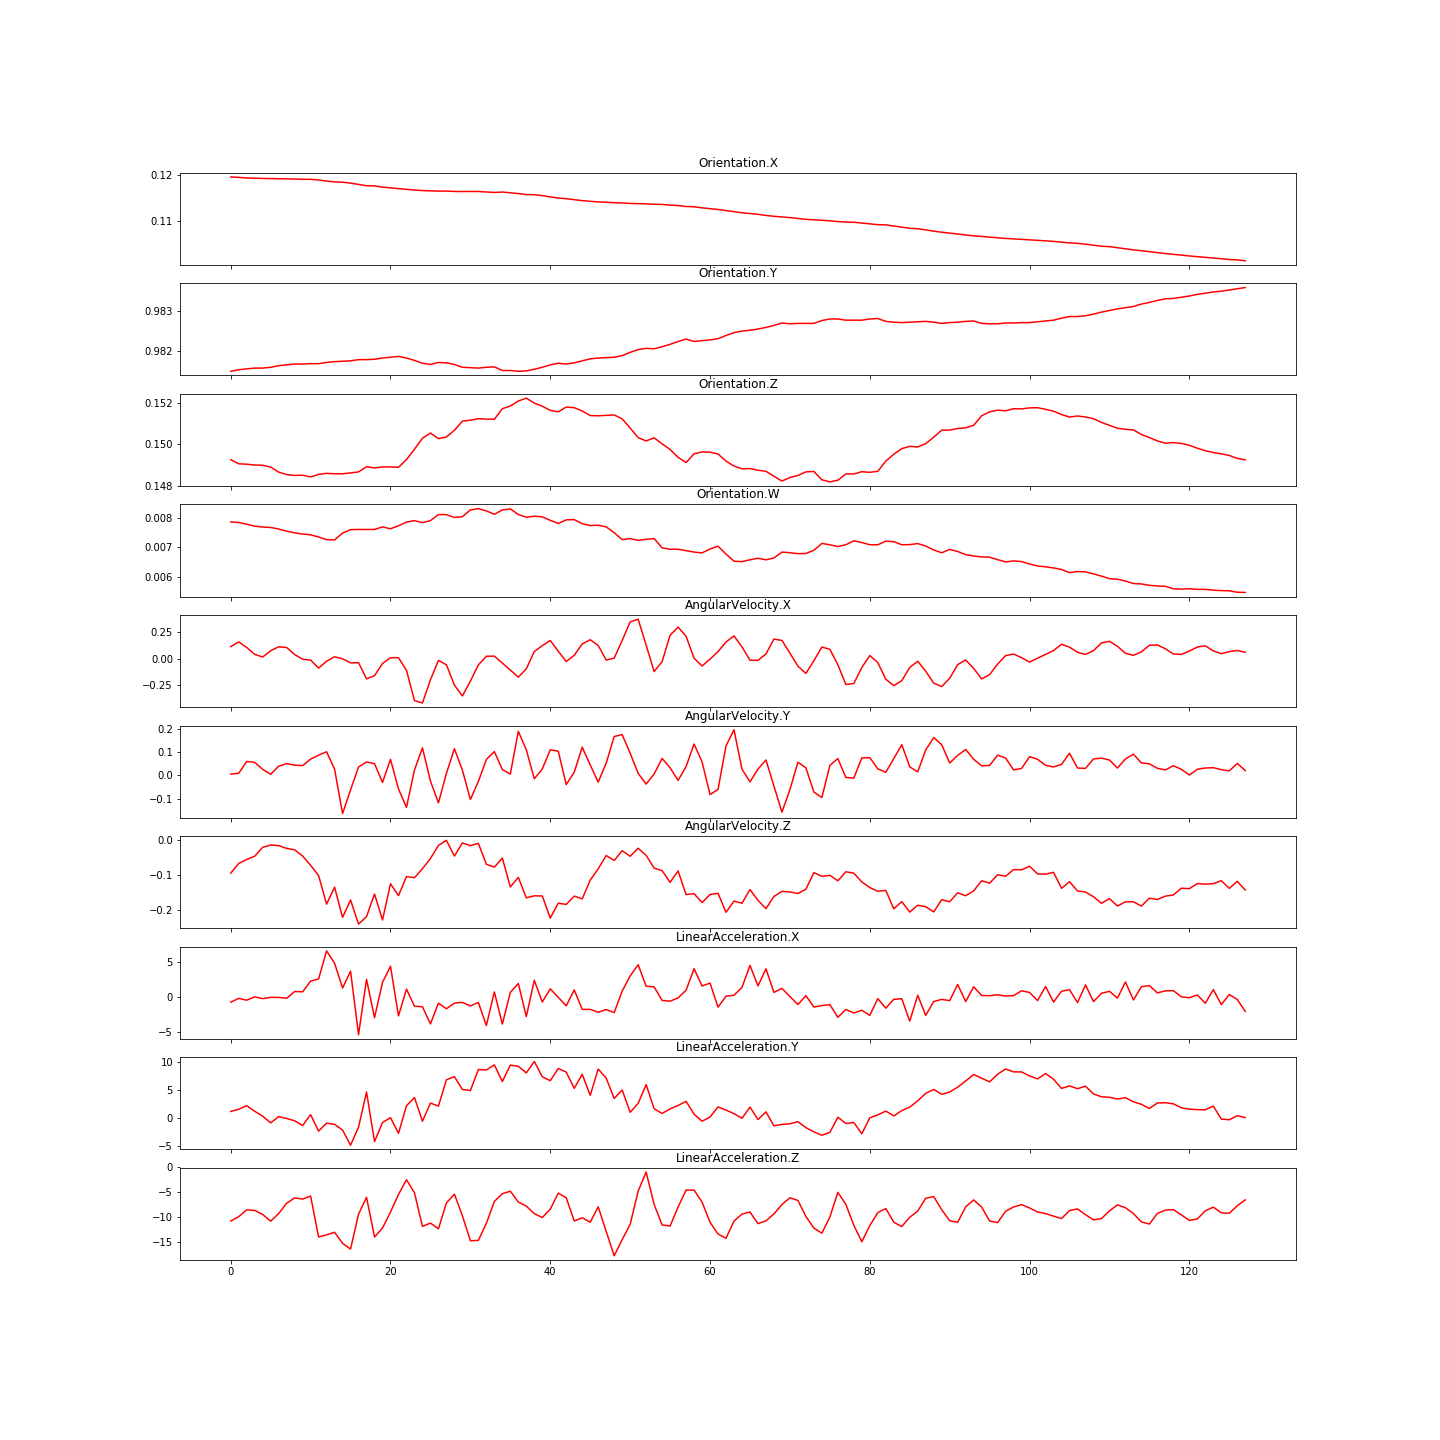 Orientation.X
0.12
0.11
Orientation.Y
0.983
0.982
Orientation.Z
0.152
0.150
0.148
Orientation.W
0.008
0.007
0.006
AngularVelocity.X
0.25
0.00
−0.25
AngularVelocity.Y
0.2
0.1
0.0
−0.1
AngularVelocity.Z
0.0
−0.1
−0.2
LinearAcceleration.X
5
0
−5
LinearAcceleration.Y
10
5
0
−5
LinearAcceleration.Z
0
−5
−10
−15
0 20 40 60 80 100 120